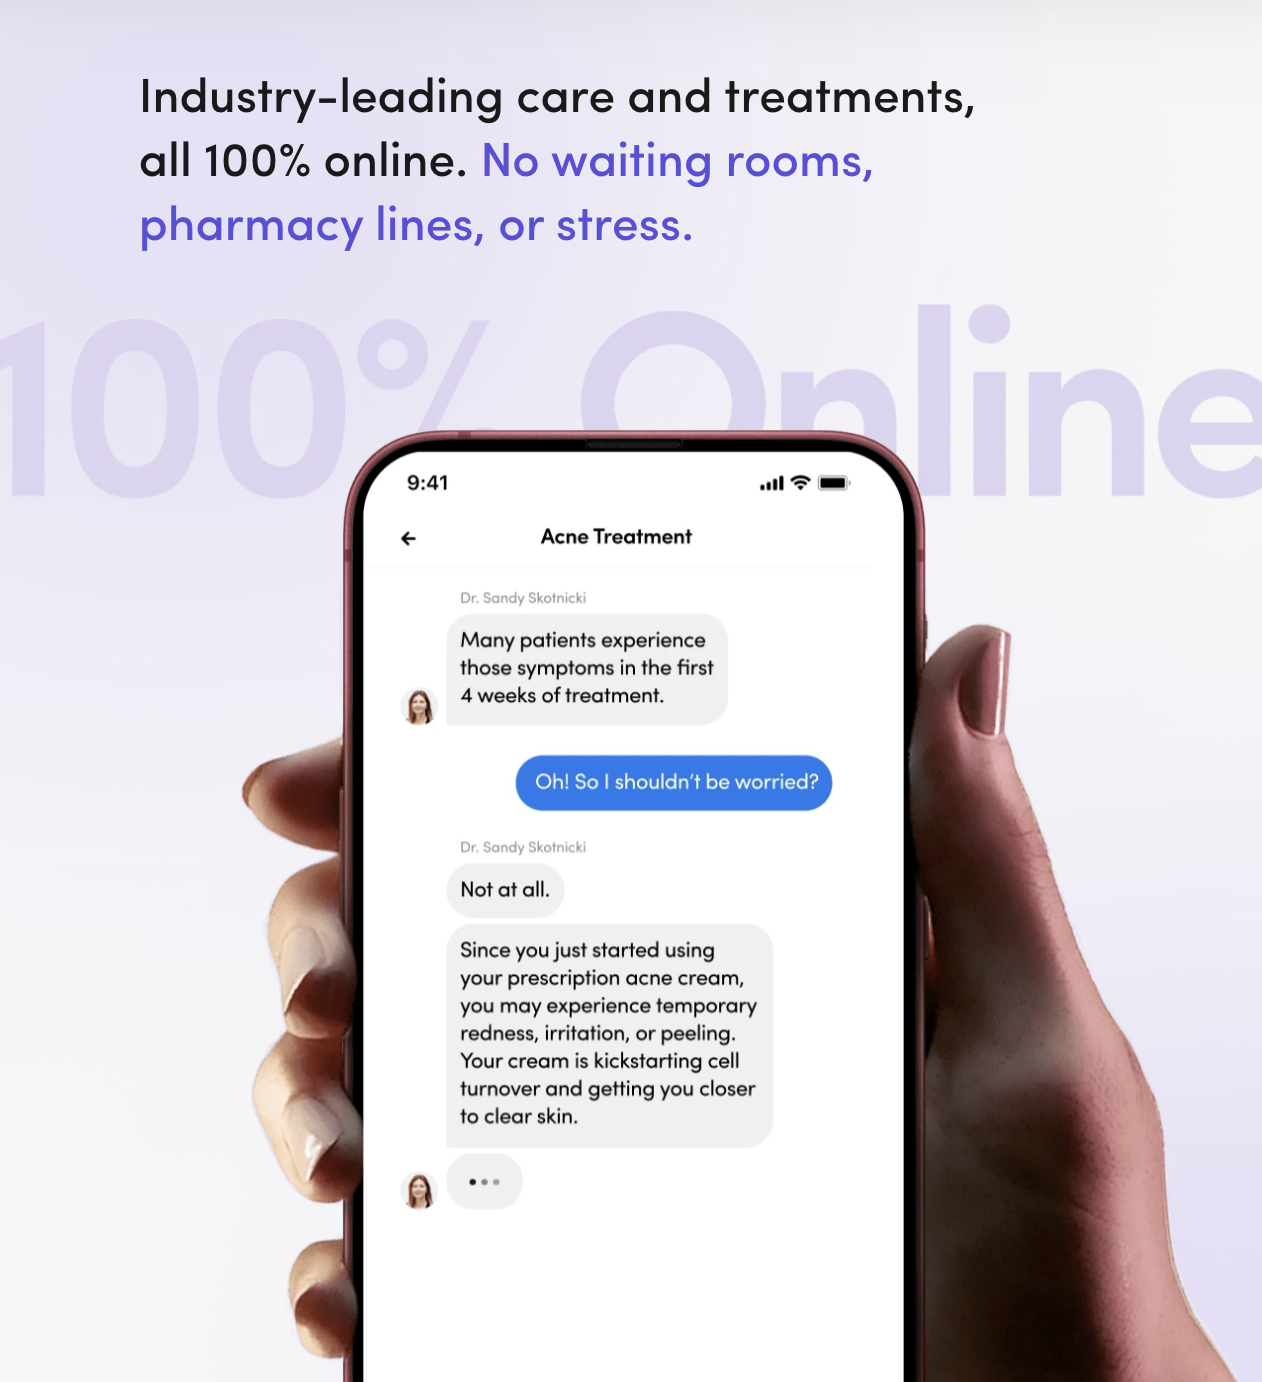 Industry-leading care and treatments,
all 100% online. No waiting rooms,
pharmacy lines, or stress.
100% Online
9:41
Acne Treatment
Dr. Sandy Skotnicki
Many patients experience
those symptoms in the first
4 weeks of treatment.
Oh! So I shouldn't be worried?
Dr. Sandy Skotnicki
Not at all.
Since you just started using
your prescription acne cream,
you may experience temporary
redness, irritation, or peeling.
Your cream is kickstarting cell
turnover and getting you closer
to clear skin.